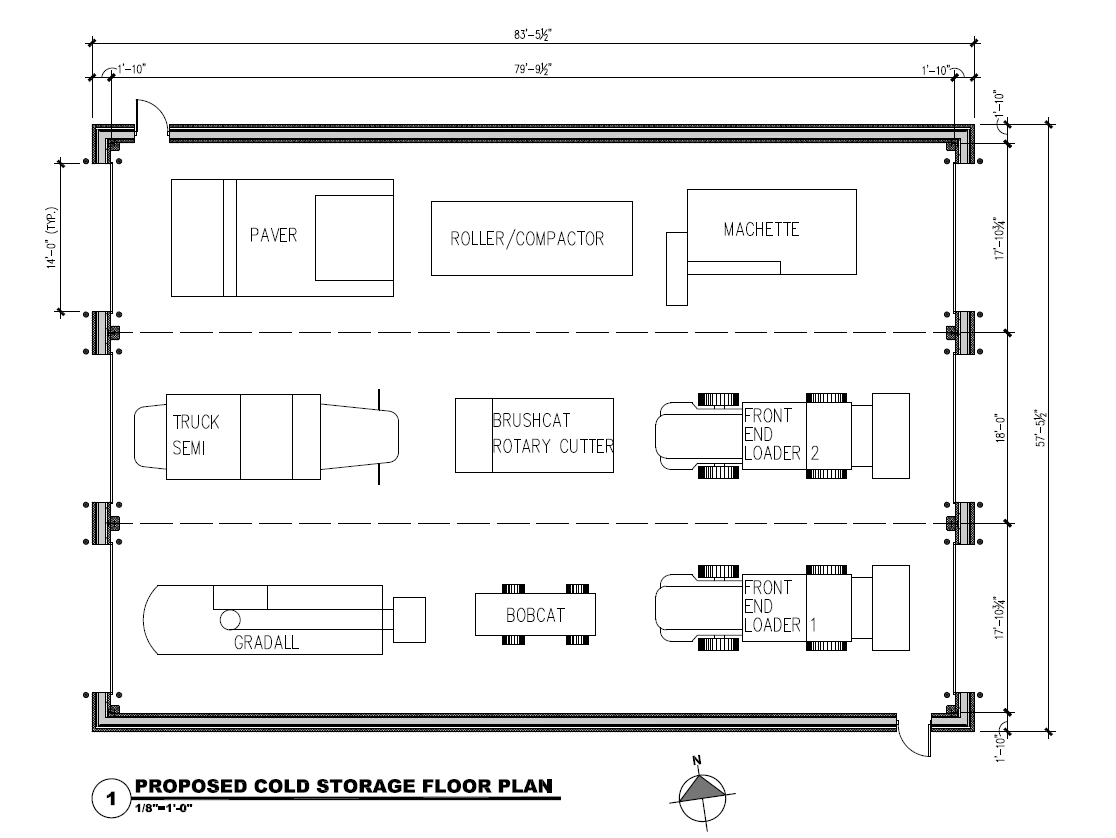 83'-5½"
1'-10"
79'-9½"
1'-10"
1'-10"
14'-0" (TYP.)
PAVER
ROLLER/COMPACTOR
MACHETTE
17'-10¾"
TRUCK
SEMI
BRUSHCAT
ROTARY CUTTER
FRONT
END
LOADER 2
18'-0"
57'-5½"
GRADALL
BOBCAT
FRONT
END
LOADER 1
17'-10¾"
1'-10"
1
PROPOSED COLD STORAGE FLOOR PLAN
1/8"=1'-0"
N